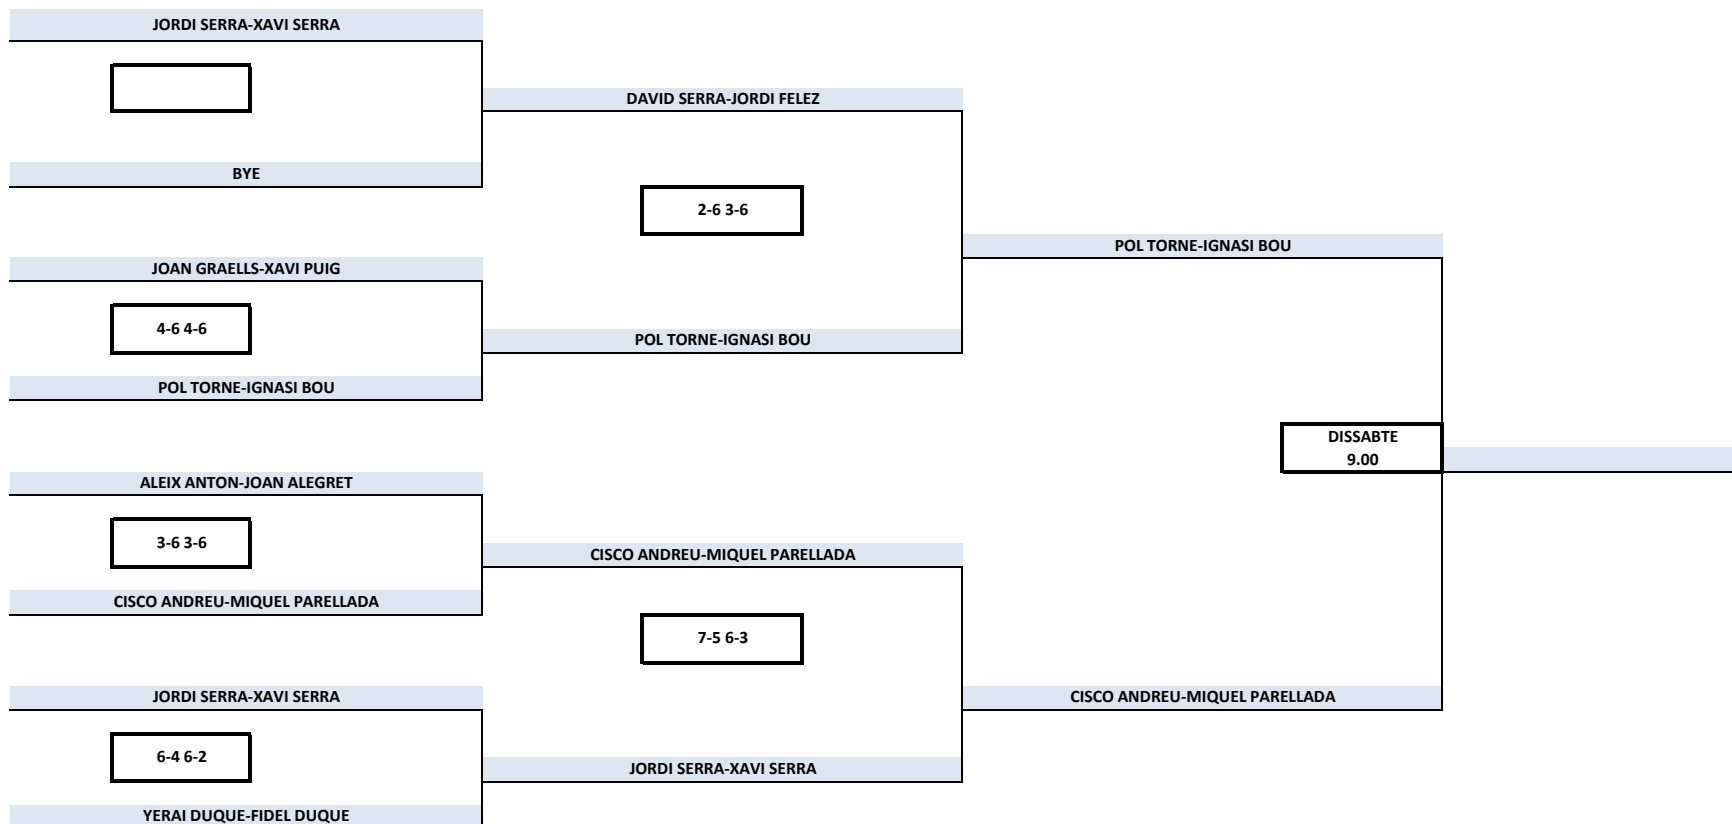 JORDI SERRA-XAVI SERRA
DAVID SERRA-JORDI FELEZ
BYE
2-6 3-6
POL TORNE-IGNASI BOU
JOAN GRAELLS-XAVI PUIG
4-6 4-6
POL TORNE-IGNASI BOU
POL TORNE-IGNASI BOU
DISSABTE
9.00
ALEIX ANTON-JOAN ALEGRET
3-6 3-6
CISCO ANDREU-MIQUEL PARELLADA
CISCO ANDREU-MIQUEL PARELLADA
7-5 6-3
JORDI SERRA-XAVI SERRA
CISCO ANDREU-MIQUEL PARELLADA
6-4 6-2
JORDI SERRA-XAVI SERRA
YERAI DUQUE-FIDEL DUQUE